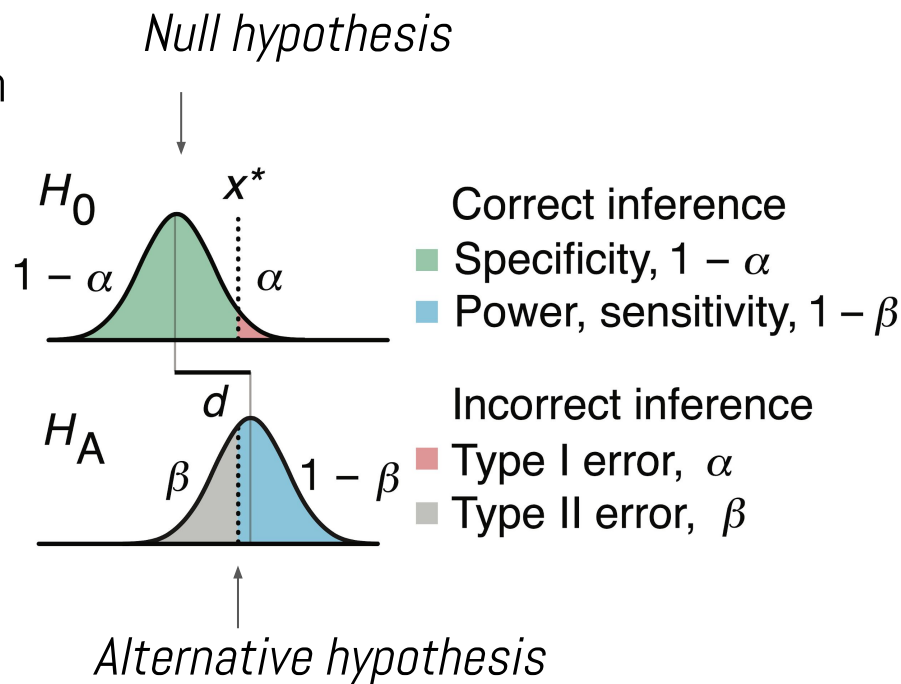 Null hypothesis
n
H0
x*
1 – α
α
Correct inference
Specificity, 1 – α
Power, sensitivity, 1 – β
d
HA
β
1 – β
Incorrect inference
Type I error, α
Type II error, β
Alternative hypothesis